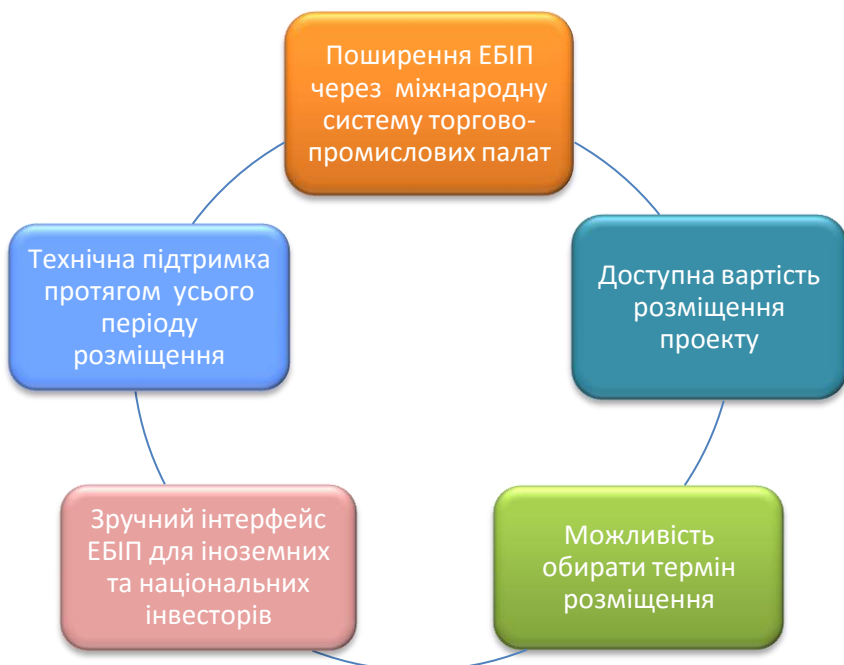 Поширення ЕБІП
через міжнародну
систему торгово-
промислових палат
Технічна підтримка
протягом усього
періоду
розміщення
Доступна вартість
розміщення
проекту
Зручний інтерфейс
ЕБІП для іноземних
та національних
інвесторів
Можливість
обирати термін
розміщення